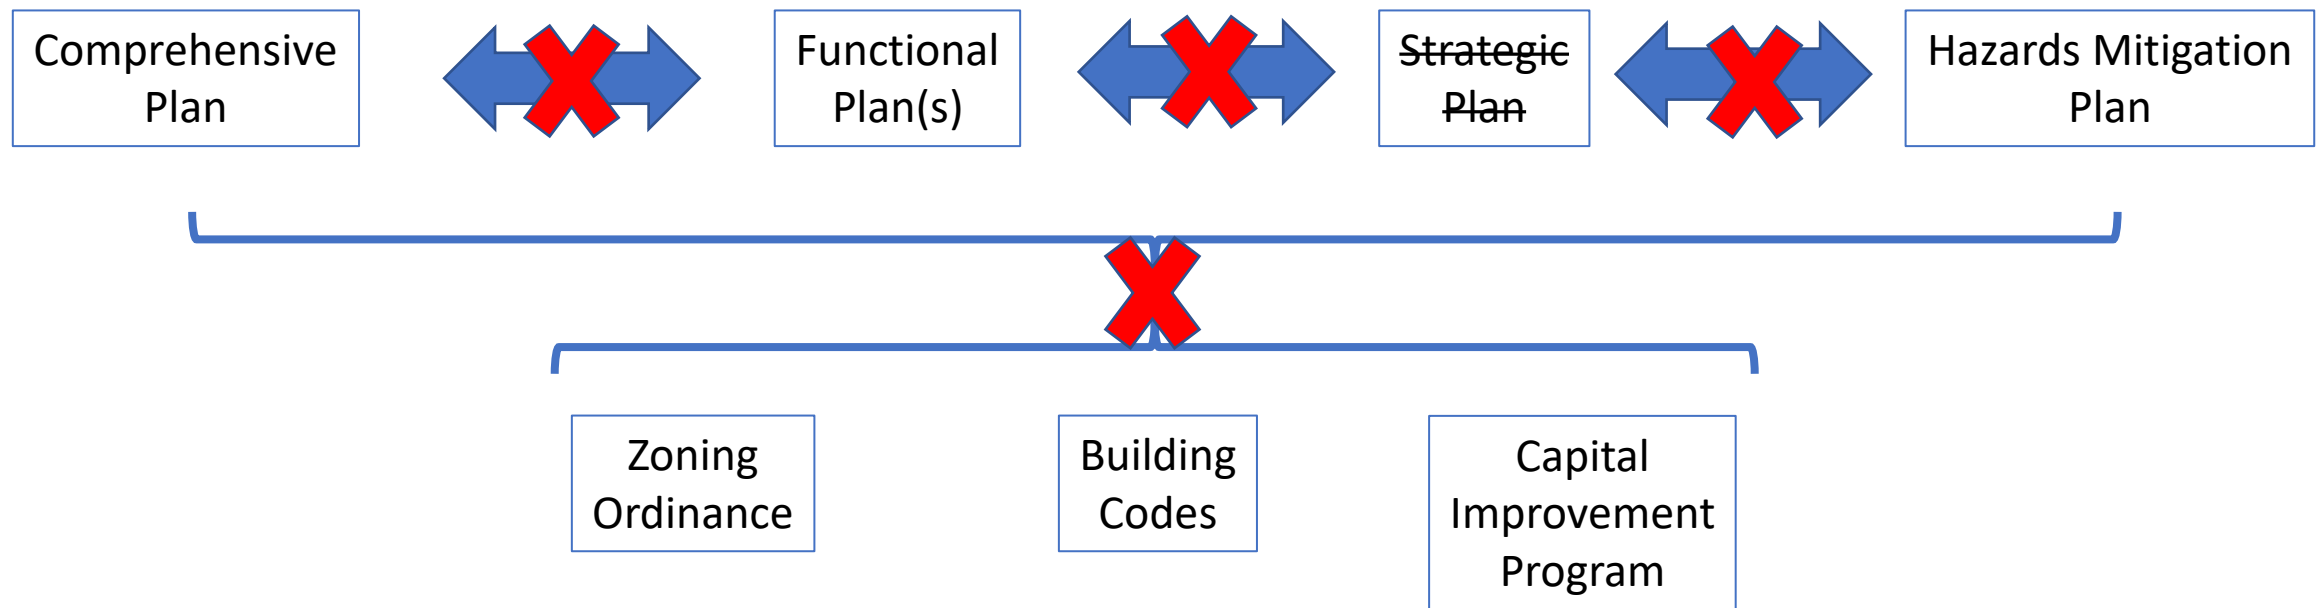 Comprehensive
Plan
Functional
Plan(s)
Strategic
Plan
Hazards Mitigation
Plan
Zoning
Ordinance
Building
Codes
Capital
Improvement
Program